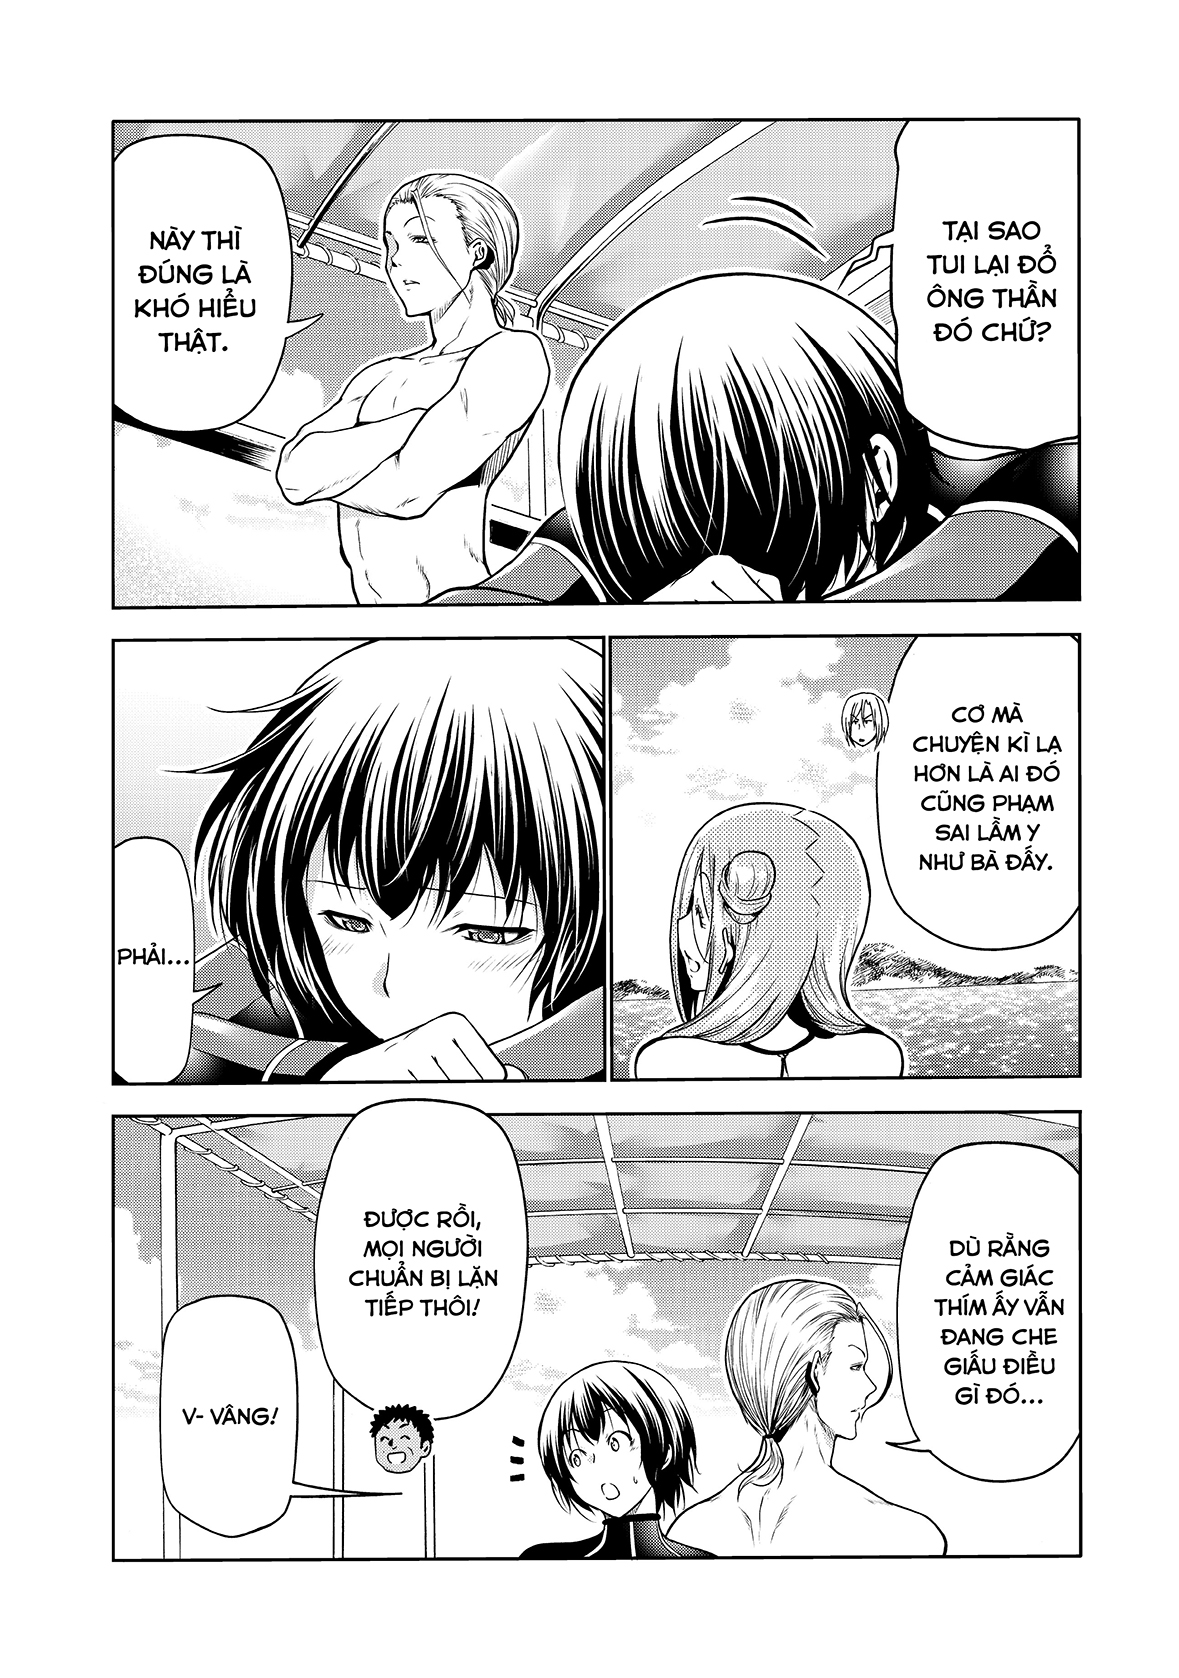 TẠI SAO
TUI LẠI ĐỔ
ÔNG THẦN
ĐÓ CHỨ?
NÀY THÌ
ĐÚNG LÀ
KHÓ HIỂU
THẬT.
CƠ MÀ
CHUYỆN KÌ LẠ
HƠN LÀ AI ĐÓ
CŨNG PHẠM
SAI LẦM Y
NHƯ BÀ ĐẤY.
PHẢI...
DÙ RẰNG
CẢM GIÁC
THÍM ẤY VẪN
ĐANG CHE
GIẤU ĐIỀU
GÌ ĐÓ...
ĐƯỢC RỒI,
MỌI NGƯỜI
CHUẨN BỊ LẶN
TIẾP THÔI!
V- VÂNG!